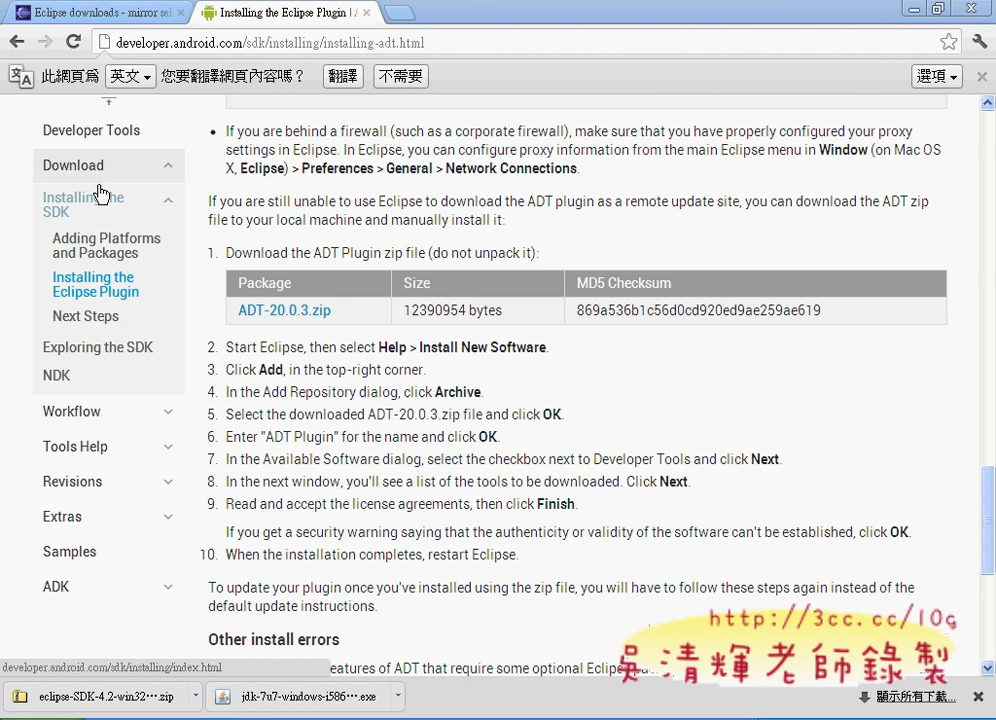 Eclipse downloads - mirror sel
Installing the Eclipse Plugin | A
developer.android.com/sdk/installing/installing-adt.html
此網頁為 英文 您要翻譯網頁內容嗎？ 翻譯 不需要 選項
Developer Tools
Download
Installing the
SDK
Adding Platforms
and Packages
Installing the
Eclipse Plugin
Next Steps
Exploring the SDK
NDK
Workflow
Tools Help
Revisions
Extras
Samples
ADK
• If you are behind a firewall (such as a corporate firewall), make sure that you have properly configured your proxy
settings in Eclipse. In Eclipse, you can configure proxy information from the main Eclipse menu in Window (on Mac OS
X, Eclipse) > Preferences > General > Network Connections.
If you are still unable to use Eclipse to download the ADT plugin as a remote update site, you can download the ADT zip
file to your local machine and manually install it:
1. Download the ADT Plugin zip file (do not unpack it):
Package Size MD5 Checksum
ADT-20.0.3.zip 12390954 bytes 869a536b1c56d0cd920ed9ae259ae619
2. Start Eclipse, then select Help > Install New Software.
3. Click Add, in the top-right corner.
4. In the Add Repository dialog, click Archive.
5. Select the downloaded ADT-20.0.3.zip file and click OK.
6. Enter "ADT Plugin" for the name and click OK.
7. In the Available Software dialog, select the checkbox next to Developer Tools and click Next.
8. In the next window, you'll see a list of the tools to be downloaded. Click Next.
9. Read and accept the license agreements, then click Finish.
If you get a security warning saying that the authenticity or validity of the software can't be established, click OK.
10. When the installation completes, restart Eclipse.
To update your plugin once you've installed using the zip file, you will have to follow these steps again instead of the
default update instructions.
Other install errors
eatures of ADT that require some optional Eclip
http://3cc.cc/10g
吳清輝老師錄製
developer.android.com/sdk/installing/index.html
eclipse-SDK-4.2-win32⋯.zip
jdk-7u7-windows-i586⋯.exe
顯示所有下載...